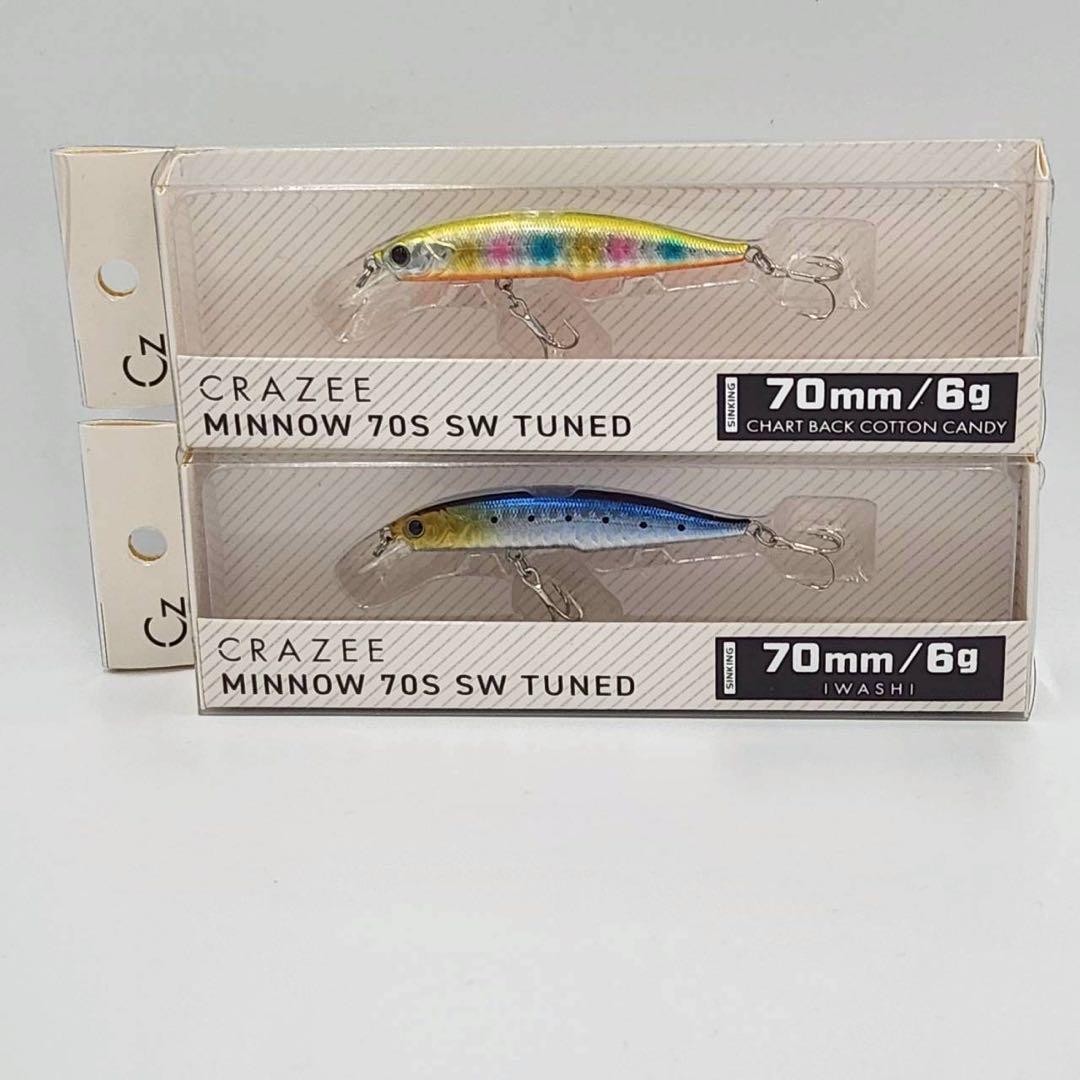 Cz
CRAZEE
MINNOW 70S SW TUNED
SINKING
70mm/6g
CHART BACK COTTON CANDY
Cz
CRAZEE
MINNOW 70S SW TUNED
SINKING
70mm/6g
IWASHI